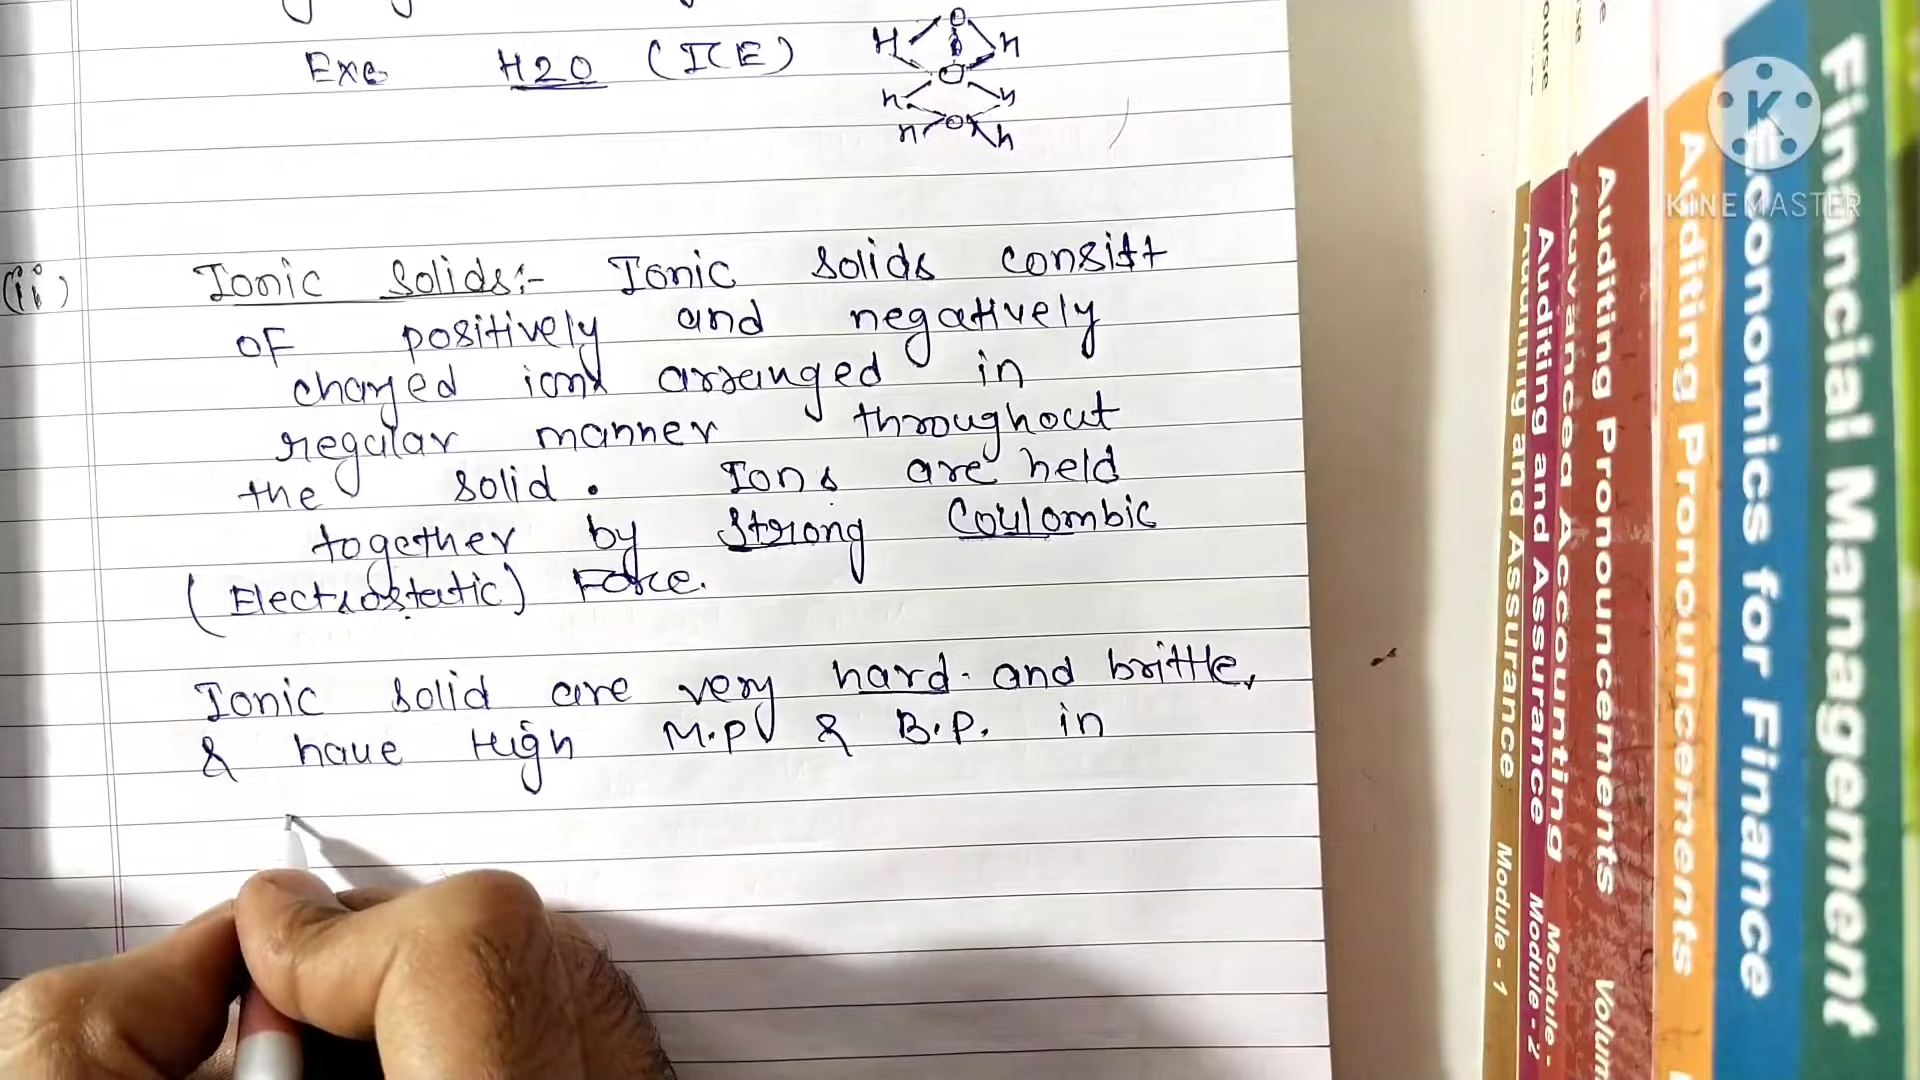 Exe H2O (ICE)
H O H
O
h h
h O h
(ii) Ionic Solids:- Ionic Solids consist
OF positively and negatively
charged ions arranged in
regular manner throughout
the solid. Ions are held
together by Strong Coulombic
(Electrostatic) Force.
Ionic Solid are very hard. and brittle,
& have High M.P & B.P. in
K
KINEMASTER
Financial Management
Economics for Finance
Auditing Pronouncements
Auditing Pronouncements Volum
Advanced Accounting Module -
Auditing and Assurance Module - 2
Auditing and Assurance Module - 1
ourse